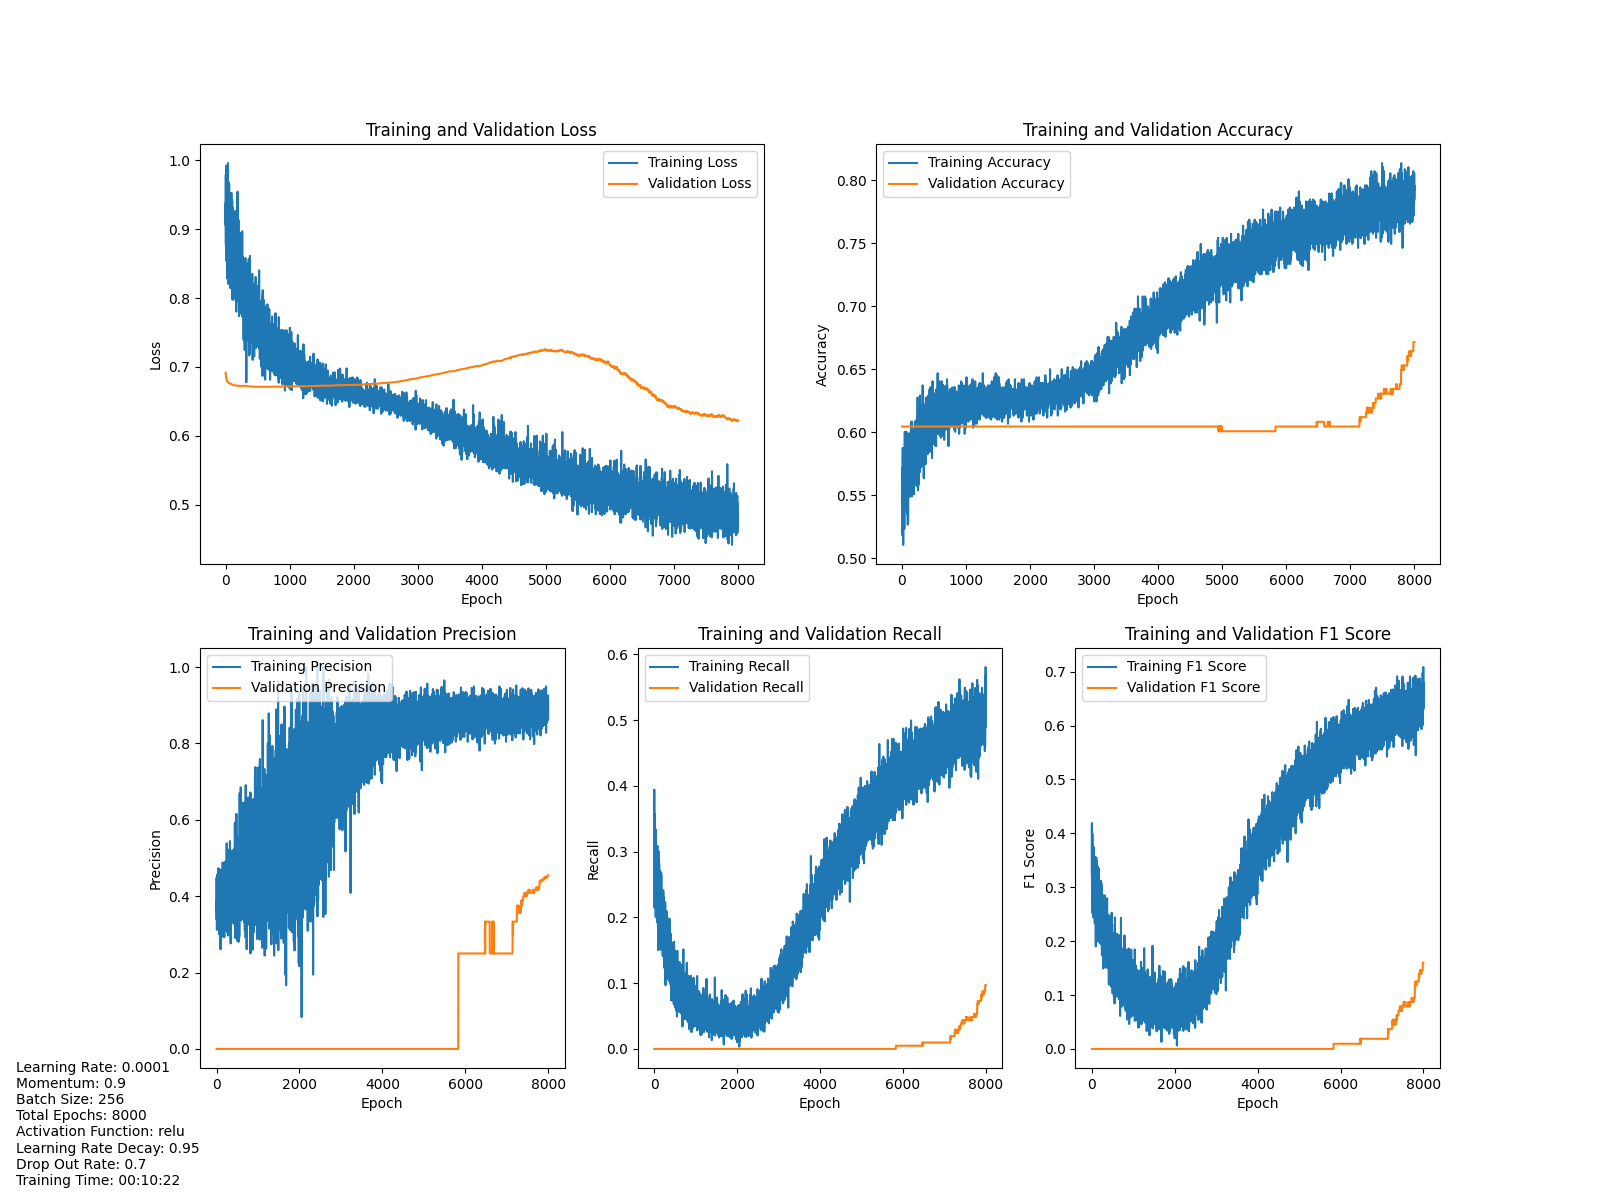 Training and Validation Loss
1.0
0.9
0.8
0.7
0.6
0.5
Loss
Training Loss
Validation Loss
0 1000 2000 3000 4000 5000 6000 7000 8000
Epoch
Training and Validation Accuracy
0.80
0.75
0.70
0.65
0.60
0.55
0.50
Accuracy
Training Accuracy
Validation Accuracy
0 1000 2000 3000 4000 5000 6000 7000 8000
Epoch
Training and Validation Precision
1.0
0.8
0.6
0.4
0.2
0.0
Precision
Training Precision
Validation Precision
0 2000 4000 6000 8000
Epoch
Training and Validation Recall
0.6
0.5
0.4
0.3
0.2
0.1
0.0
Recall
Training Recall
Validation Recall
0 2000 4000 6000 8000
Epoch
Training and Validation F1 Score
0.7
0.6
0.5
0.4
0.3
0.2
0.1
0.0
F1 Score
Training F1 Score
Validation F1 Score
0 2000 4000 6000 8000
Epoch
Learning Rate: 0.0001
Momentum: 0.9
Batch Size: 256
Total Epochs: 8000
Activation Function: relu
Learning Rate Decay: 0.95
Drop Out Rate: 0.7
Training Time: 00:10:22